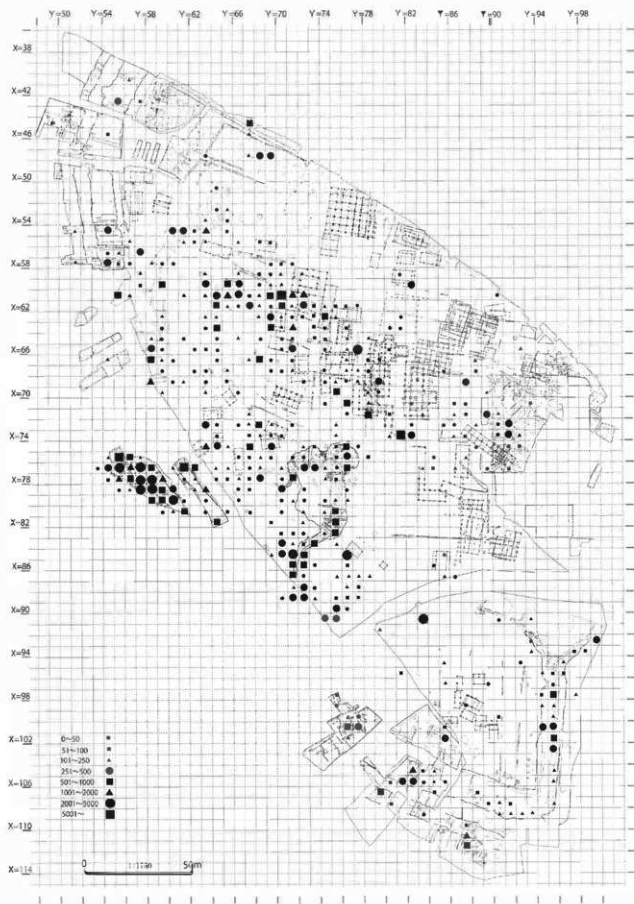 Y=50 Y=54 Y=58 Y=62 Y=66 Y=70 Y=74 Y=78 Y=82 Y=86 Y=90 Y=94 Y=98
X=38
X=42
X=46
X=50
X=54
X=58
X=62
X=66
X=70
X=74
X=78
X=82
X=86
X=90
X=94
X=98
X=102
X=106
X=110
X=114
0~50
51~100
101~250
251~500
501~1000
1001~2000
2001~5000
5001~
0 50m